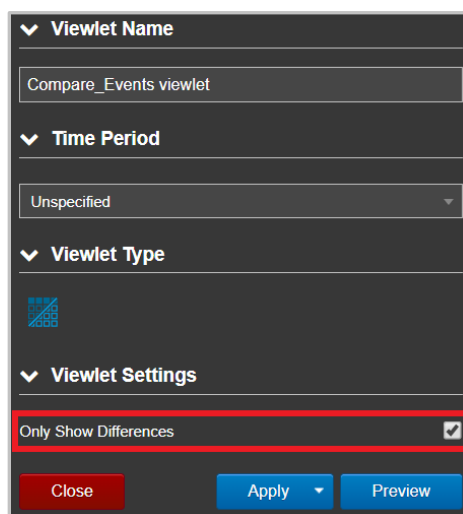 Viewlet Name
Compare_Events viewlet
Time Period
Unspecified
Viewlet Type
Viewlet Settings
Only Show Differences
Close Apply Preview